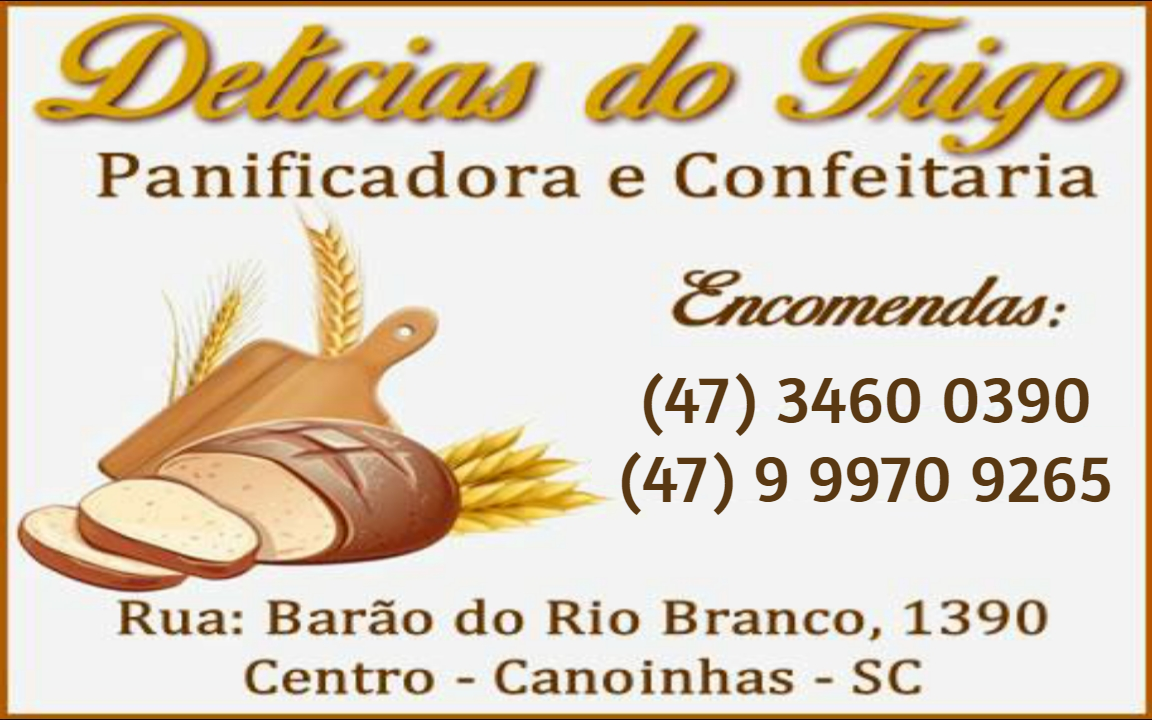 Delícias do Trigo
Panificadora e Confeitaria
Encomendas:
(47) 3460 0390
(47) 9 9970 9265
Rua: Barão do Rio Branco, 1390
Centro - Canoinhas - SC